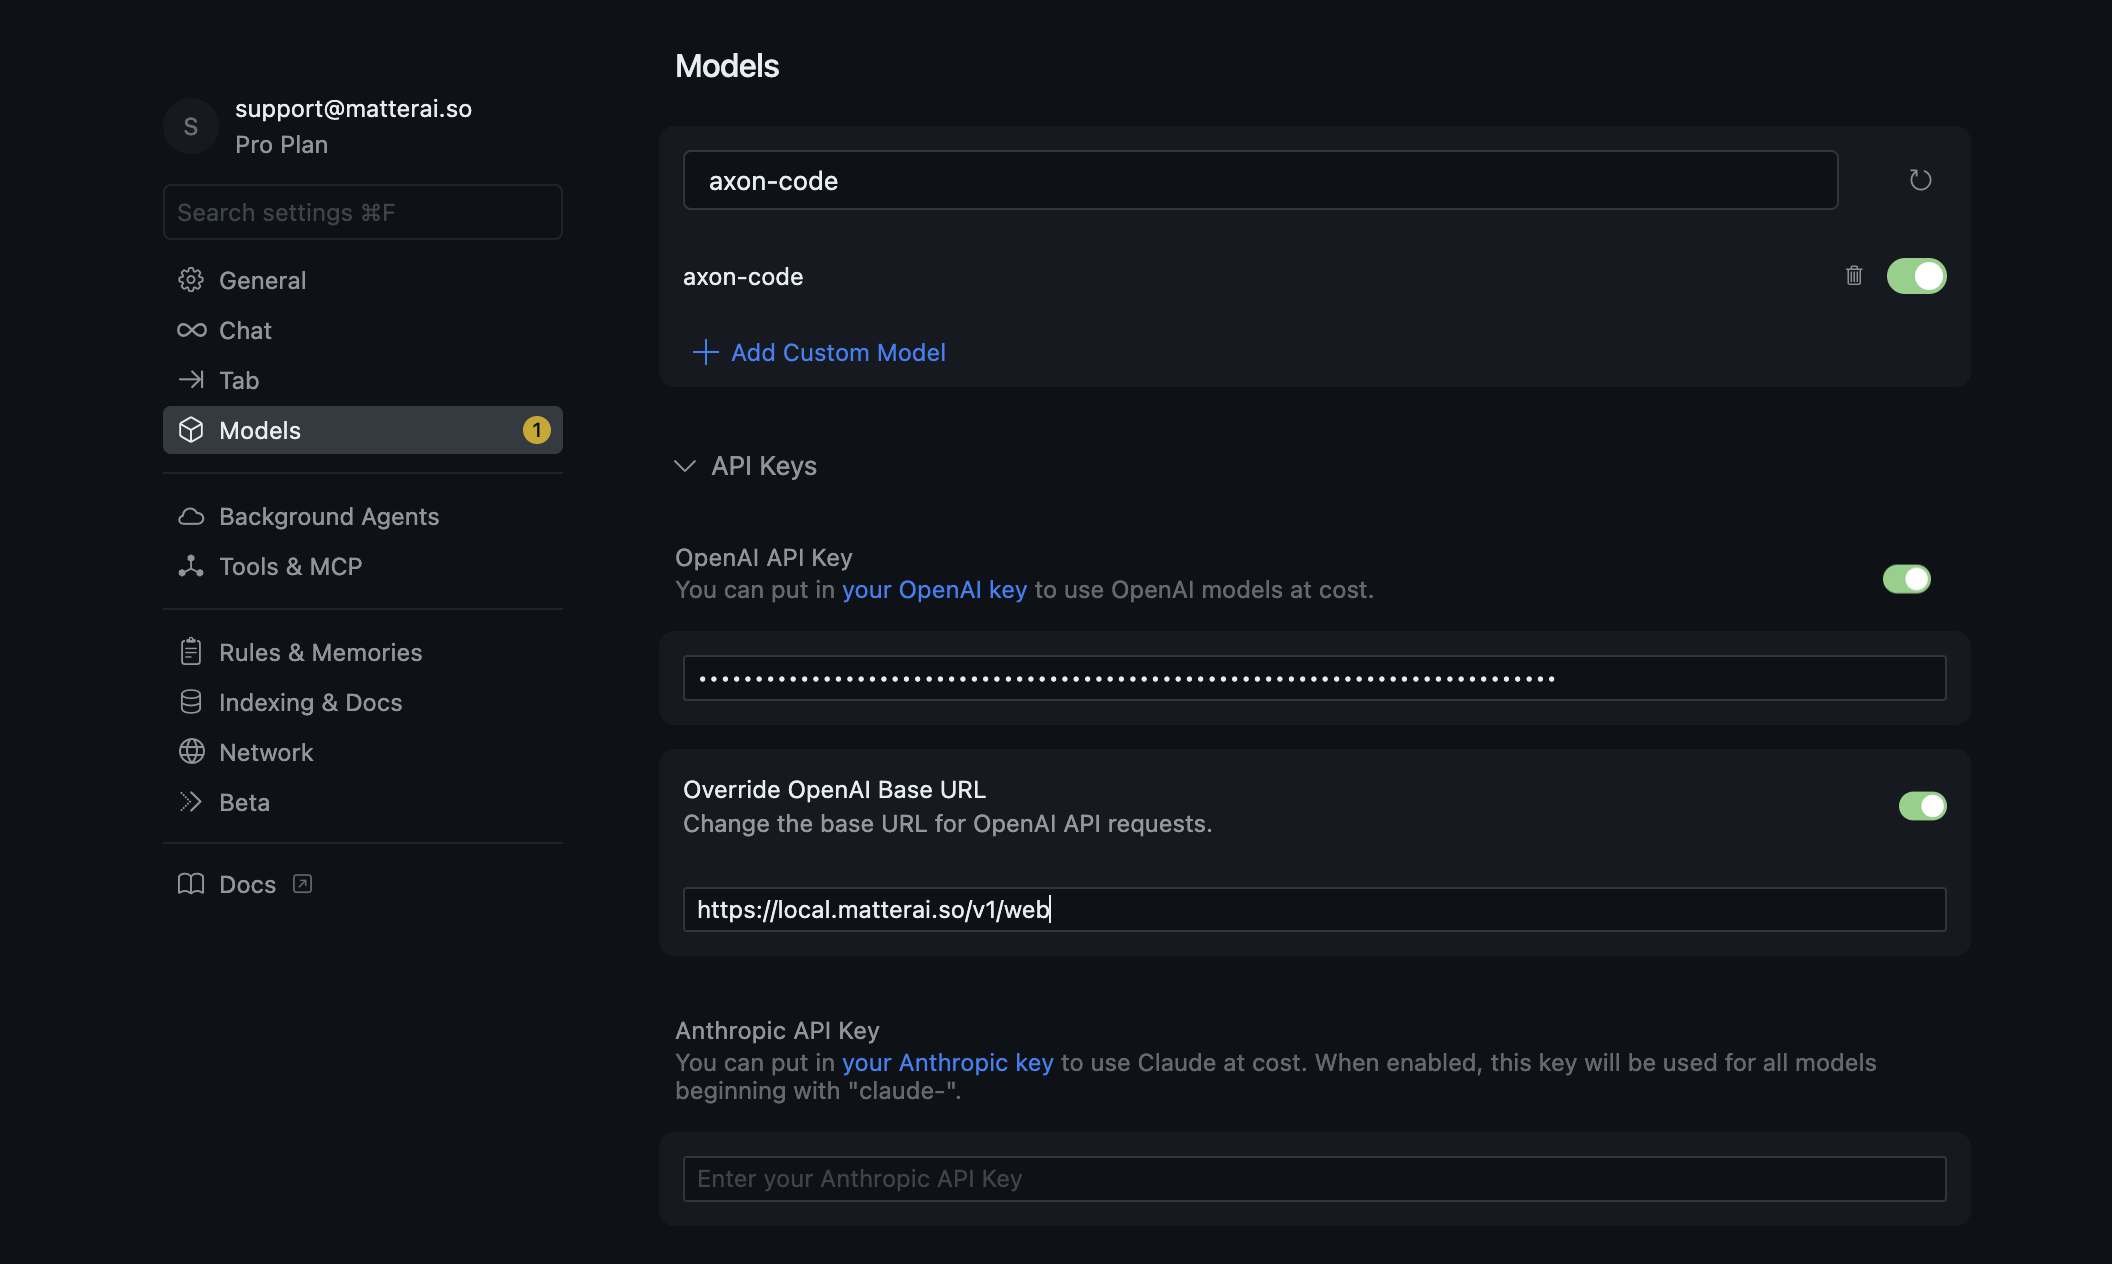 S
support@matterai.so
Pro Plan
Search settings ⌘F
General
Chat
Tab
Models
1
Background Agents
Tools & MCP
Rules & Memories
Indexing & Docs
Network
Beta
Docs
Models
axon-code
axon-code
Add Custom Model
API Keys
OpenAI API Key
You can put in your OpenAI key to use OpenAI models at cost.
Override OpenAI Base URL
Change the base URL for OpenAI API requests.
https://local.matterai.so/v1/web
Anthropic API Key
You can put in your Anthropic key to use Claude at cost. When enabled, this key will be used for all models
beginning with "claude-".
Enter your Anthropic API Key